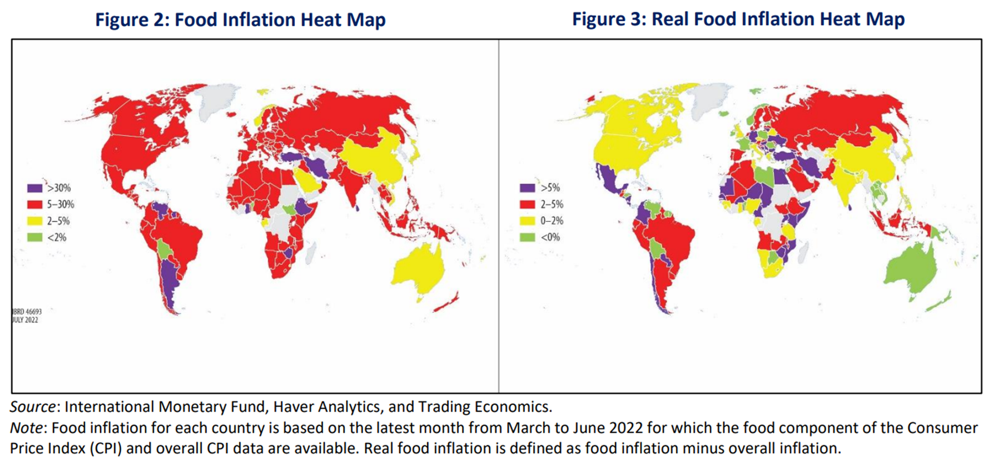 Figure 2: Food Inflation Heat Map
Figure 3: Real Food Inflation Heat Map
>30%
5–30%
2–5%
<2%
IBRD 46693
JULY 2022
>5%
2–5%
0–2%
<0%
Source: International Monetary Fund, Haver Analytics, and Trading Economics.
Note: Food inflation for each country is based on the latest month from March to June 2022 for which the food component of the Consumer
Price Index (CPI) and overall CPI data are available. Real food inflation is defined as food inflation minus overall inflation.